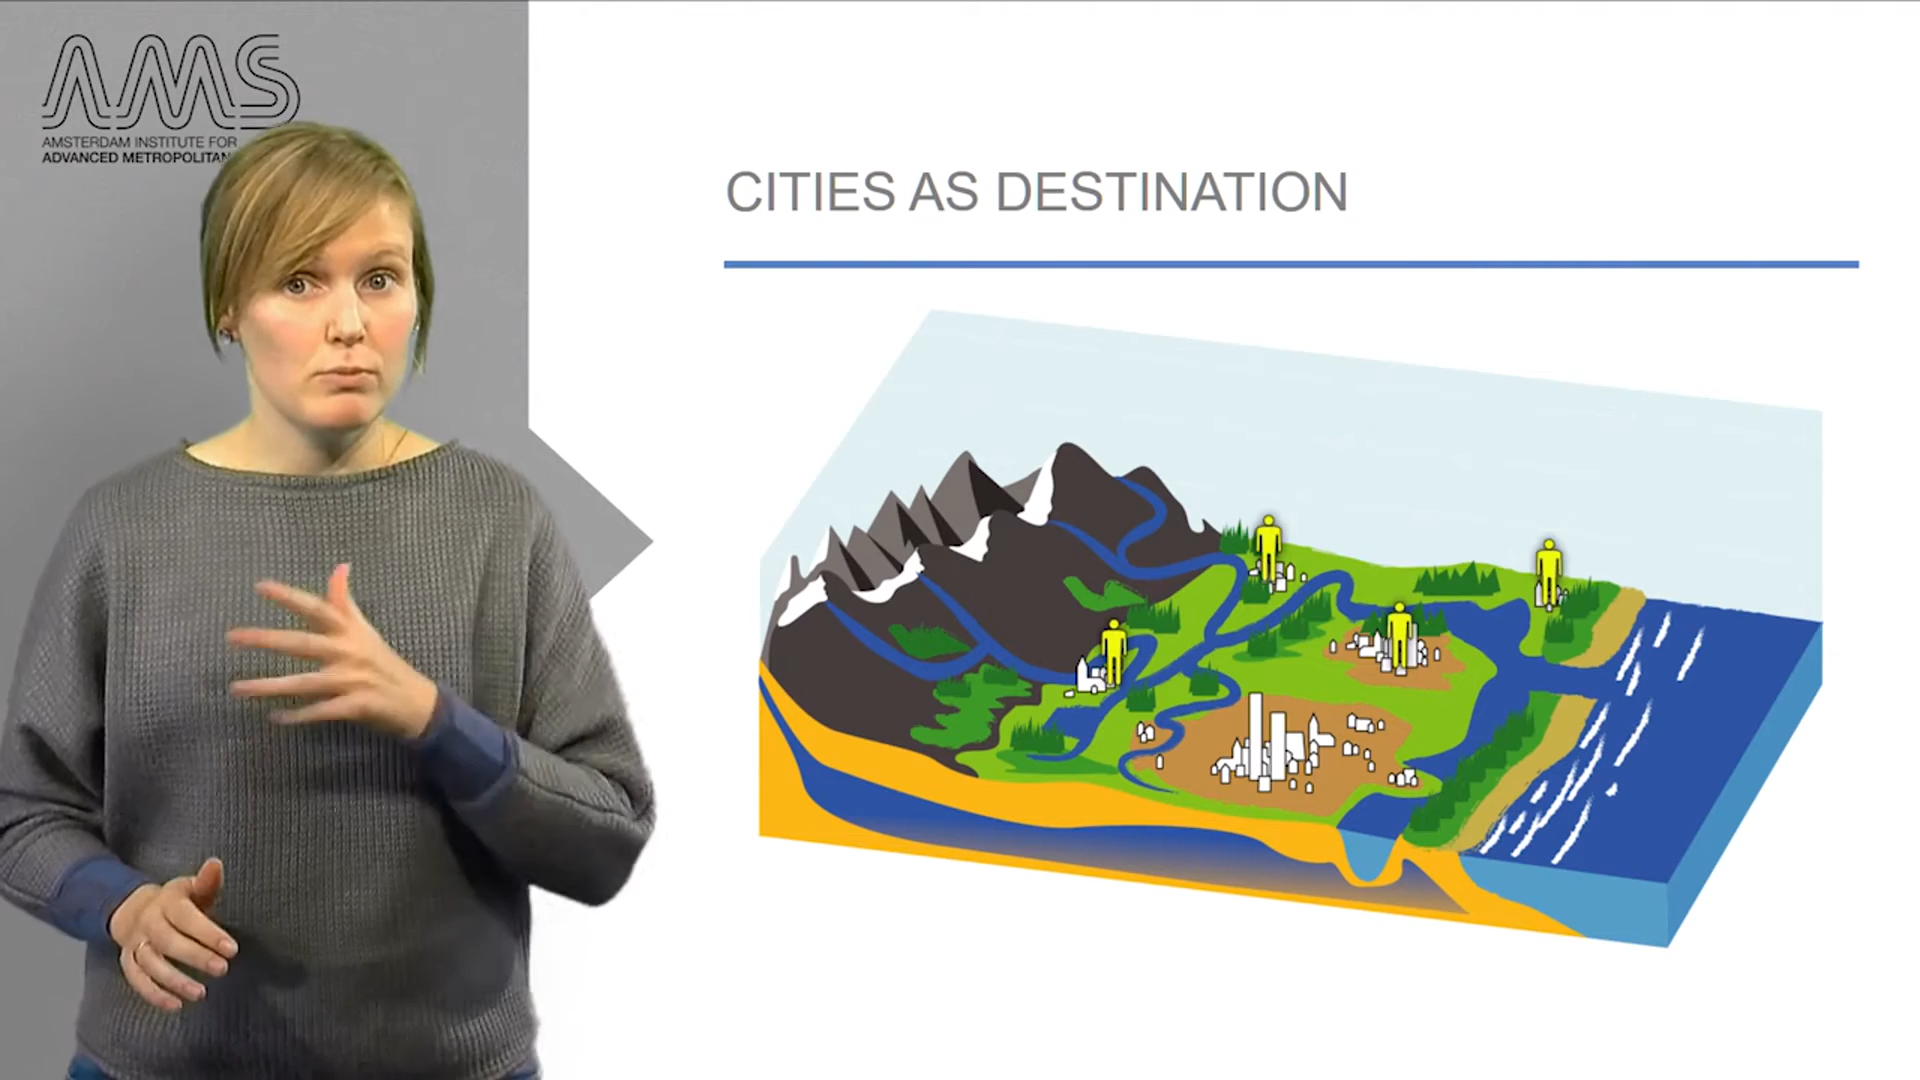 AMS
AMSTERDAM INSTITUTE FOR
ADVANCED METROPOLITAN
CITIES AS DESTINATION